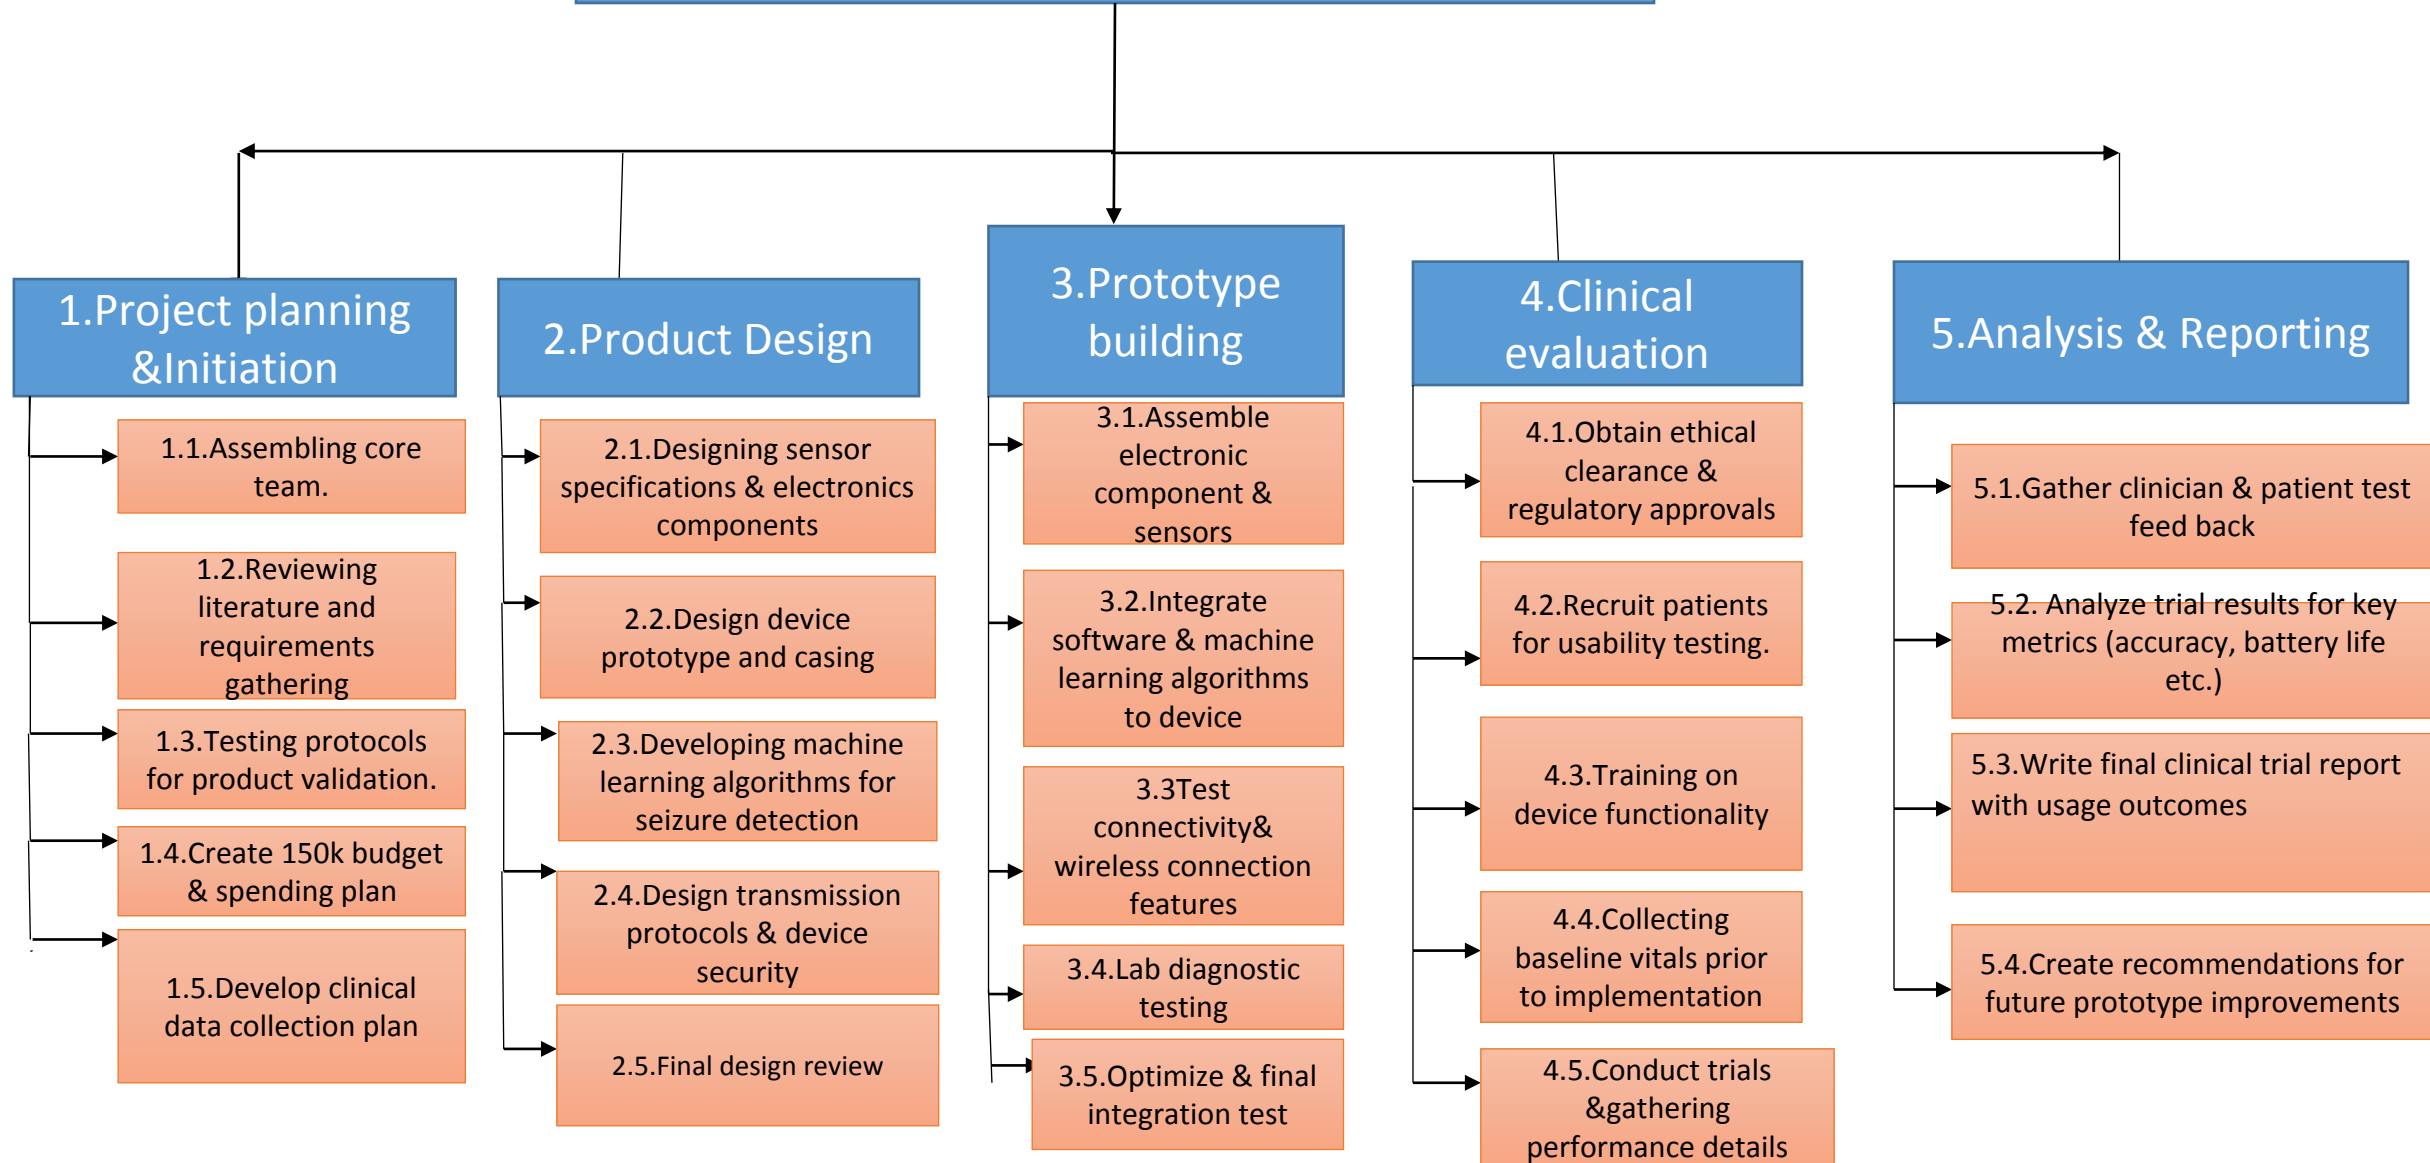 1.Project planning
&Initiation
1.1.Assembling core
team.
1.2.Reviewing
literature and
requirements
gathering
1.3.Testing protocols
for product validation.
1.4.Create 150k budget
& spending plan
1.5.Develop clinical
data collection plan
2.Product Design
2.1.Designing sensor
specifications & electronics
components
2.2.Design device
prototype and casing
2.3.Developing machine
learning algorithms for
seizure detection
2.4.Design transmission
protocols & device
security
2.5.Final design review
3.Prototype
building
3.1.Assemble
electronic
component &
sensors
3.2.Integrate
software & machine
learning algorithms
to device
3.3Test
connectivity&
wireless connection
features
3.4.Lab diagnostic
testing
3.5.Optimize & final
integration test
4.Clinical
evaluation
4.1.Obtain ethical
clearance &
regulatory approvals
4.2.Recruit patients
for usability testing.
4.3.Training on
device functionality
4.4.Collecting
baseline vitals prior
to implementation
4.5.Conduct trials
&gathering
performance details
5.Analysis & Reporting
5.1.Gather clinician & patient test
feed back
5.2. Analyze trial results for key
metrics (accuracy, battery life
etc.)
5.3.Write final clinical trial report
with usage outcomes
5.4.Create recommendations for
future prototype improvements